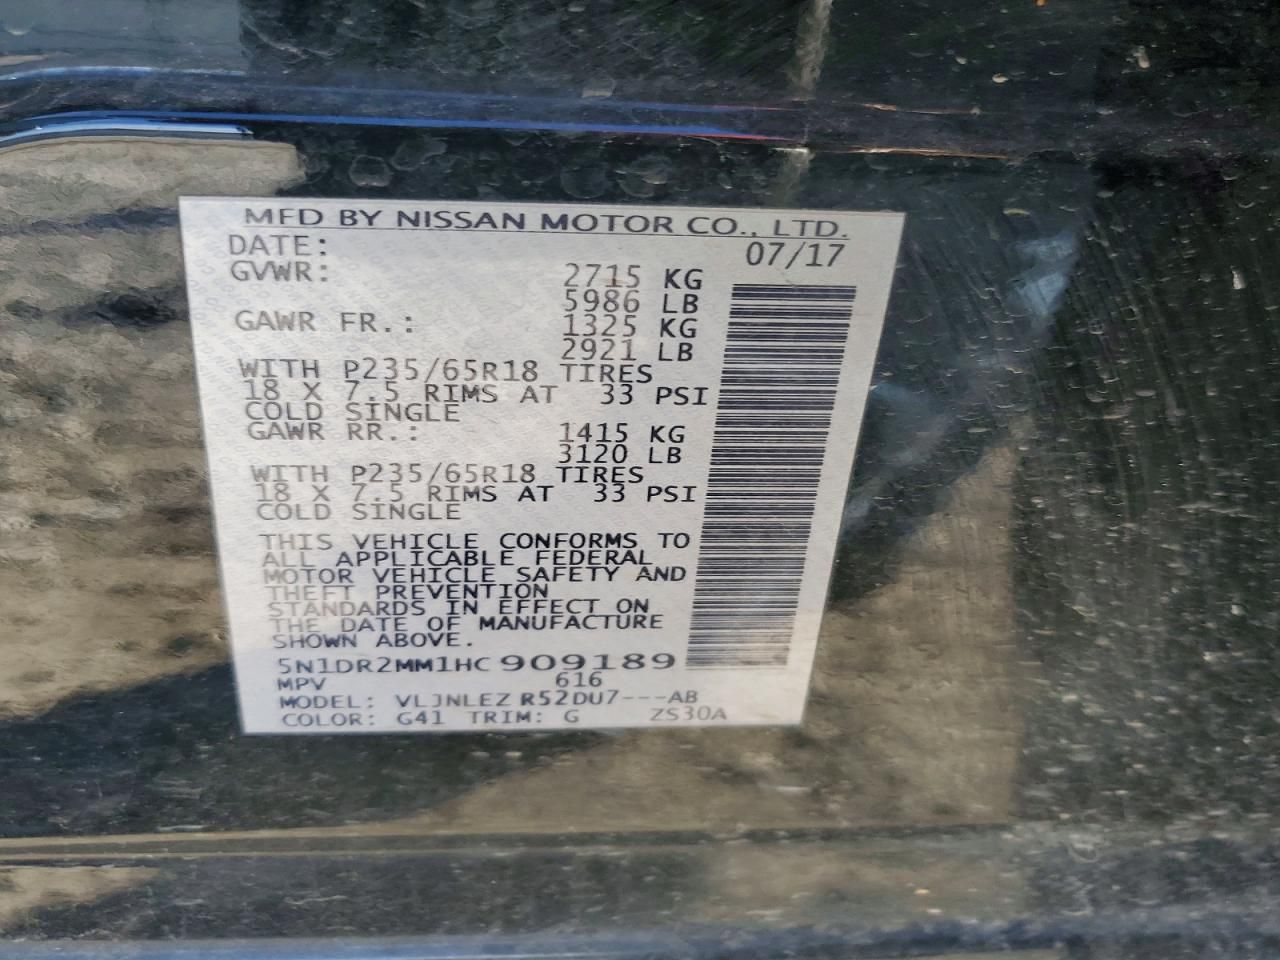 MFD BY NISSAN MOTOR CO., LTD.
DATE: 07/17
GVWR: 2715 KG
5986 LB
GAWR FR.: 1325 KG
2921 LB
WITH P235/65R18 TIRES
18 X 7.5 RIMS AT 33 PSI
COLD SINGLE
GAWR RR.: 1415 KG
3120 LB
WITH P235/65R18 TIRES
18 X 7.5 RIMS AT 33 PSI
COLD SINGLE
THIS VEHICLE CONFORMS TO
ALL APPLICABLE FEDERAL
MOTOR VEHICLE SAFETY AND
THEFT PREVENTION
STANDARDS IN EFFECT ON
THE DATE OF MANUFACTURE
SHOWN ABOVE.
5N1DR2MM1HC909189
MPV 616
MODEL: VLJNLEZ R52DU7---AB
COLOR: G41 TRIM: G ZS30A